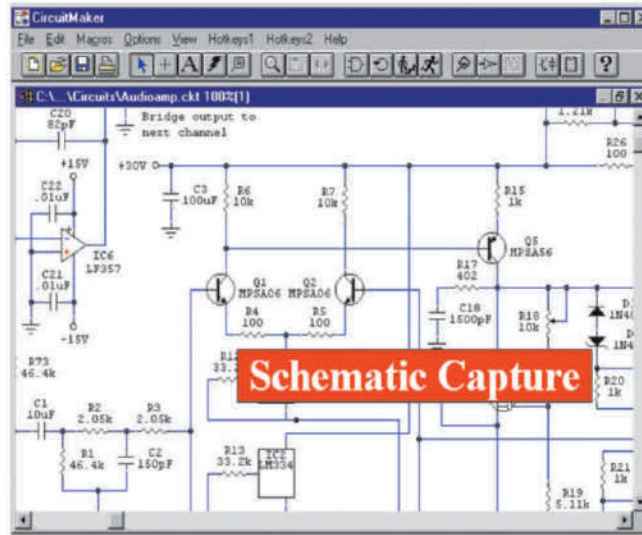 CircuitMaker
File Edit Macros Options View Hotkeys1 Hotkeys2 Help
C:\...\Circuits\Audioamp.ckt 100%(1)
C20
82pF
Bridge output to
next channel
1.21k
R26
100
+15V
+30V
C22
.01uF
C3
100uF
R6
10k
R7
10k
R15
1k
IC6
LF357
Q5
MPSA56
C21
.01uF
Q1
MPSA06
Q2
MPSA06
R17
402
R4
100
R5
100
C18
1500pF
R18
10k
-15V
R73
46.4k
Schematic Capture
R20
1k
C1
10uF
R2
2.05k
R3
2.05k
R1
46.4k
C2
150pF
R13
33.2k
IC2
LM334
R21
1k
R19
5.11k